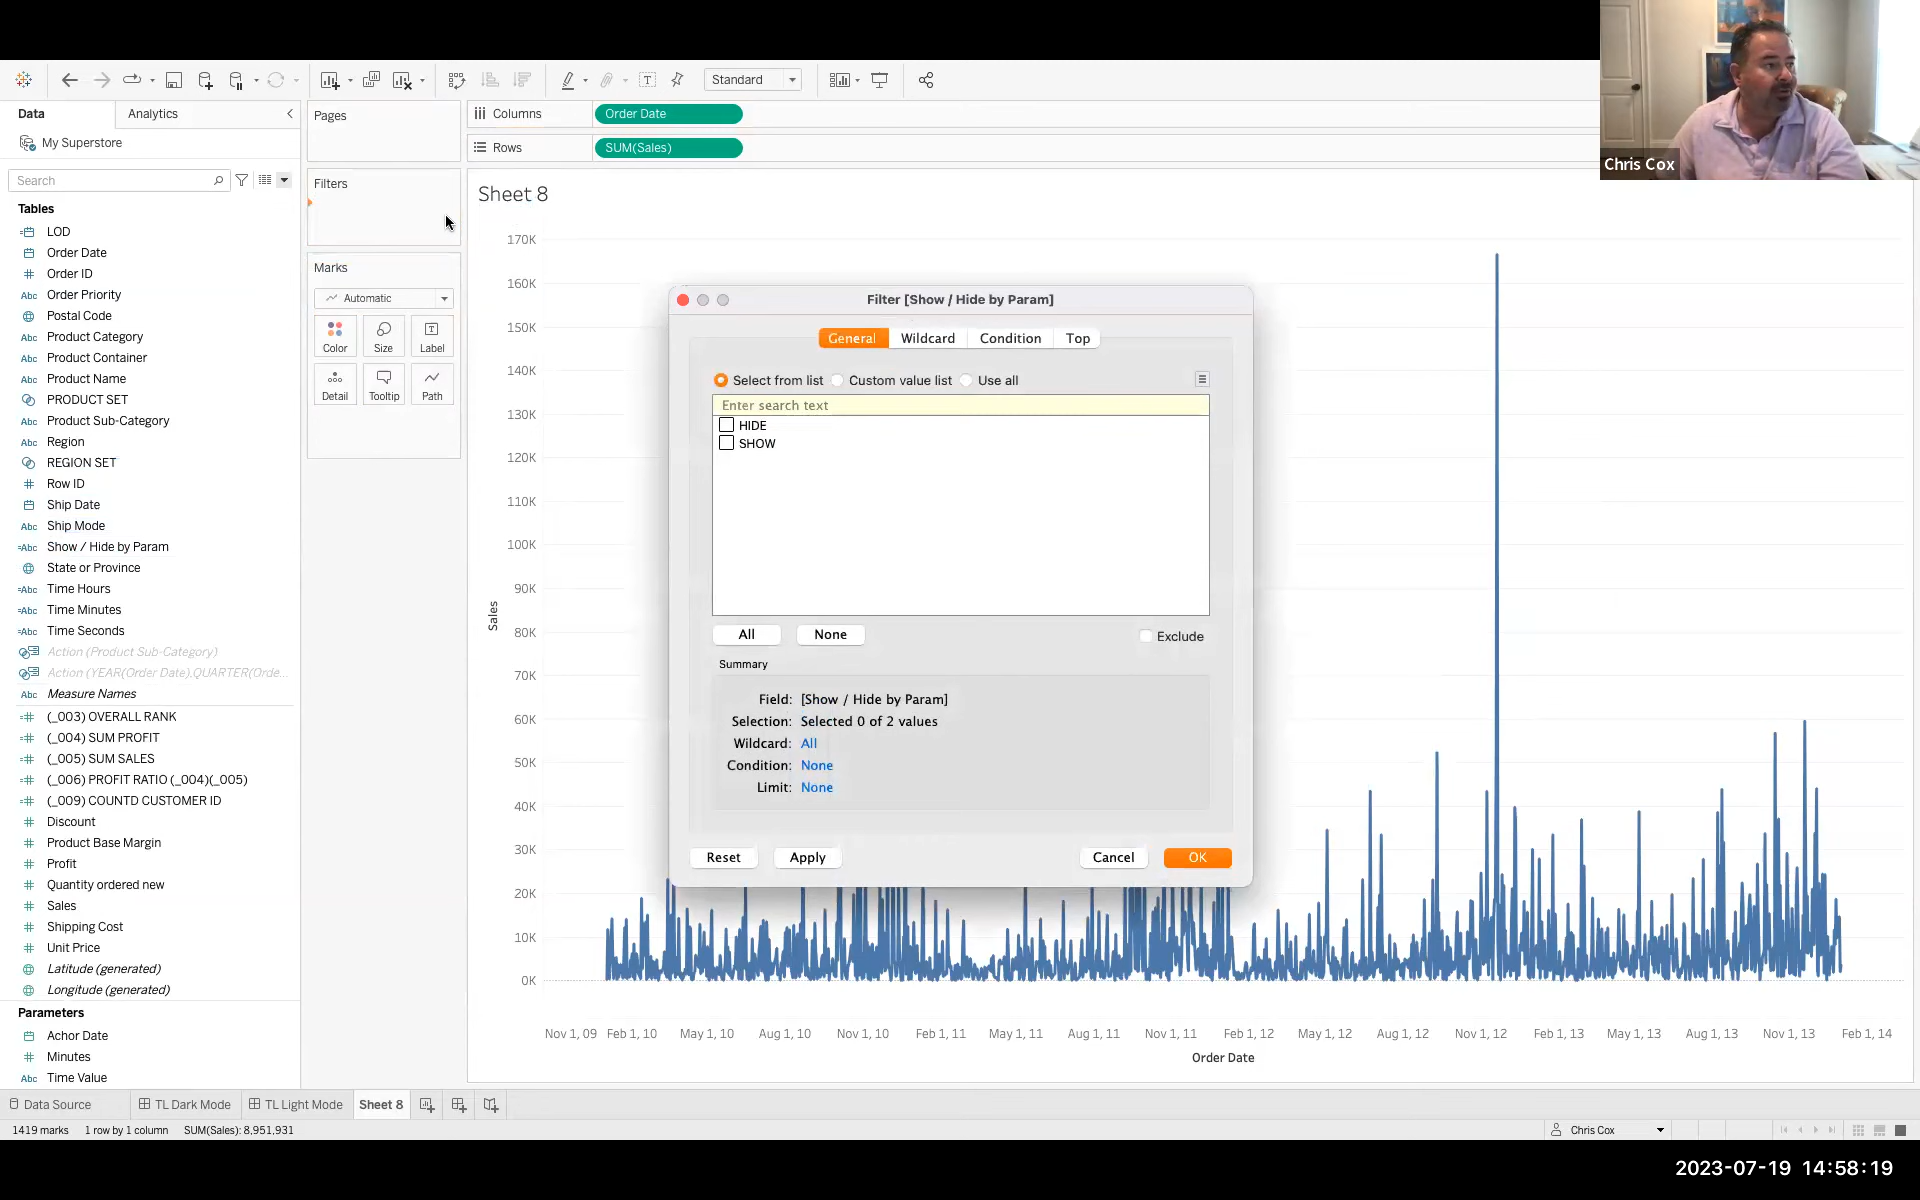 Standard
Data
Analytics
My Superstore
Search
Tables
LOD
Order Date
Order ID
Order Priority
Postal Code
Product Category
Product Container
Product Name
PRODUCT SET
Product Sub-Category
Region
REGION SET
Row ID
Ship Date
Ship Mode
Show / Hide by Param
State or Province
Time Hours
Time Minutes
Time Seconds
Action (Product Sub-Category)
Action (YEAR(Order Date),QUARTER(Orde...
Measure Names
(_003) OVERALL RANK
(_004) SUM PROFIT
(_005) SUM SALES
(_006) PROFIT RATIO (_004)(_005)
(_009) COUNTD CUSTOMER ID
Discount
Product Base Margin
Profit
Quantity ordered new
Sales
Shipping Cost
Unit Price
Latitude (generated)
Longitude (generated)
Parameters
Achor Date
Minutes
Time Value
Pages
Filters
Marks
Automatic
Color
Size
Label
Detail
Tooltip
Path
Columns
Order Date
Rows
SUM(Sales)
Chris Cox
Sheet 8
170K
160K
150K
140K
130K
120K
110K
100K
90K
80K
70K
60K
50K
40K
30K
20K
10K
0K
Sales
Nov 1, 09
Feb 1, 10
May 1, 10
Aug 1, 10
Nov 1, 10
Feb 1, 11
May 1, 11
Aug 1, 11
Nov 1, 11
Feb 1, 12
May 1, 12
Aug 1, 12
Nov 1, 12
Feb 1, 13
May 1, 13
Aug 1, 13
Nov 1, 13
Feb 1, 14
Order Date
Filter [Show / Hide by Param]
General
Wildcard
Condition
Top
Select from list
Custom value list
Use all
Enter search text
HIDE
SHOW
All
None
Exclude
Summary
Field: [Show / Hide by Param]
Selection: Selected 0 of 2 values
Wildcard: All
Condition: None
Limit: None
Reset
Apply
Cancel
OK
Data Source
TL Dark Mode
TL Light Mode
Sheet 8
1419 marks
1 row by 1 column
SUM(Sales): 8,951,931
Chris Cox
2023-07-19 14:58:19